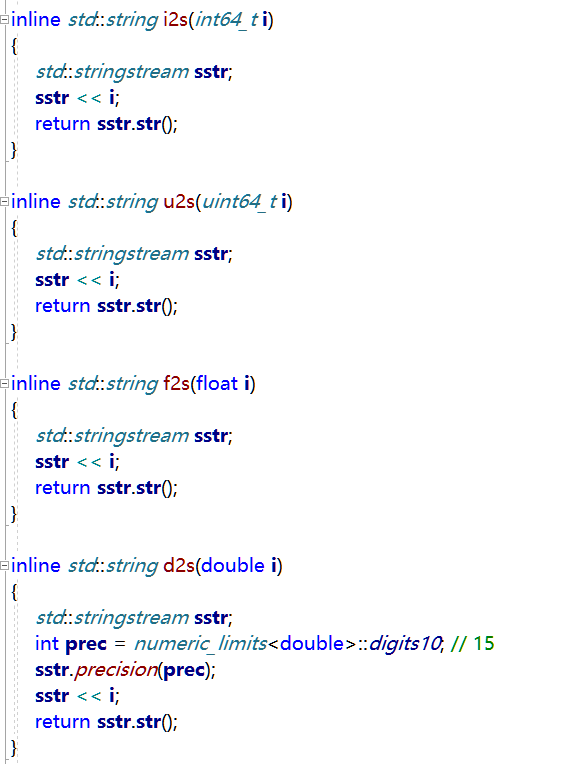 inline std::string i2s(int64_t i)
{
    std::stringstream sstr;
    sstr << i;
    return sstr.str();
}

inline std::string u2s(uint64_t i)
{
    std::stringstream sstr;
    sstr << i;
    return sstr.str();
}

inline std::string f2s(float i)
{
    std::stringstream sstr;
    sstr << i;
    return sstr.str();
}

inline std::string d2s(double i)
{
    std::stringstream sstr;
    int prec = numeric_limits<double>::digits10; // 15
    sstr.precision(prec);
    sstr << i;
    return sstr.str();
}